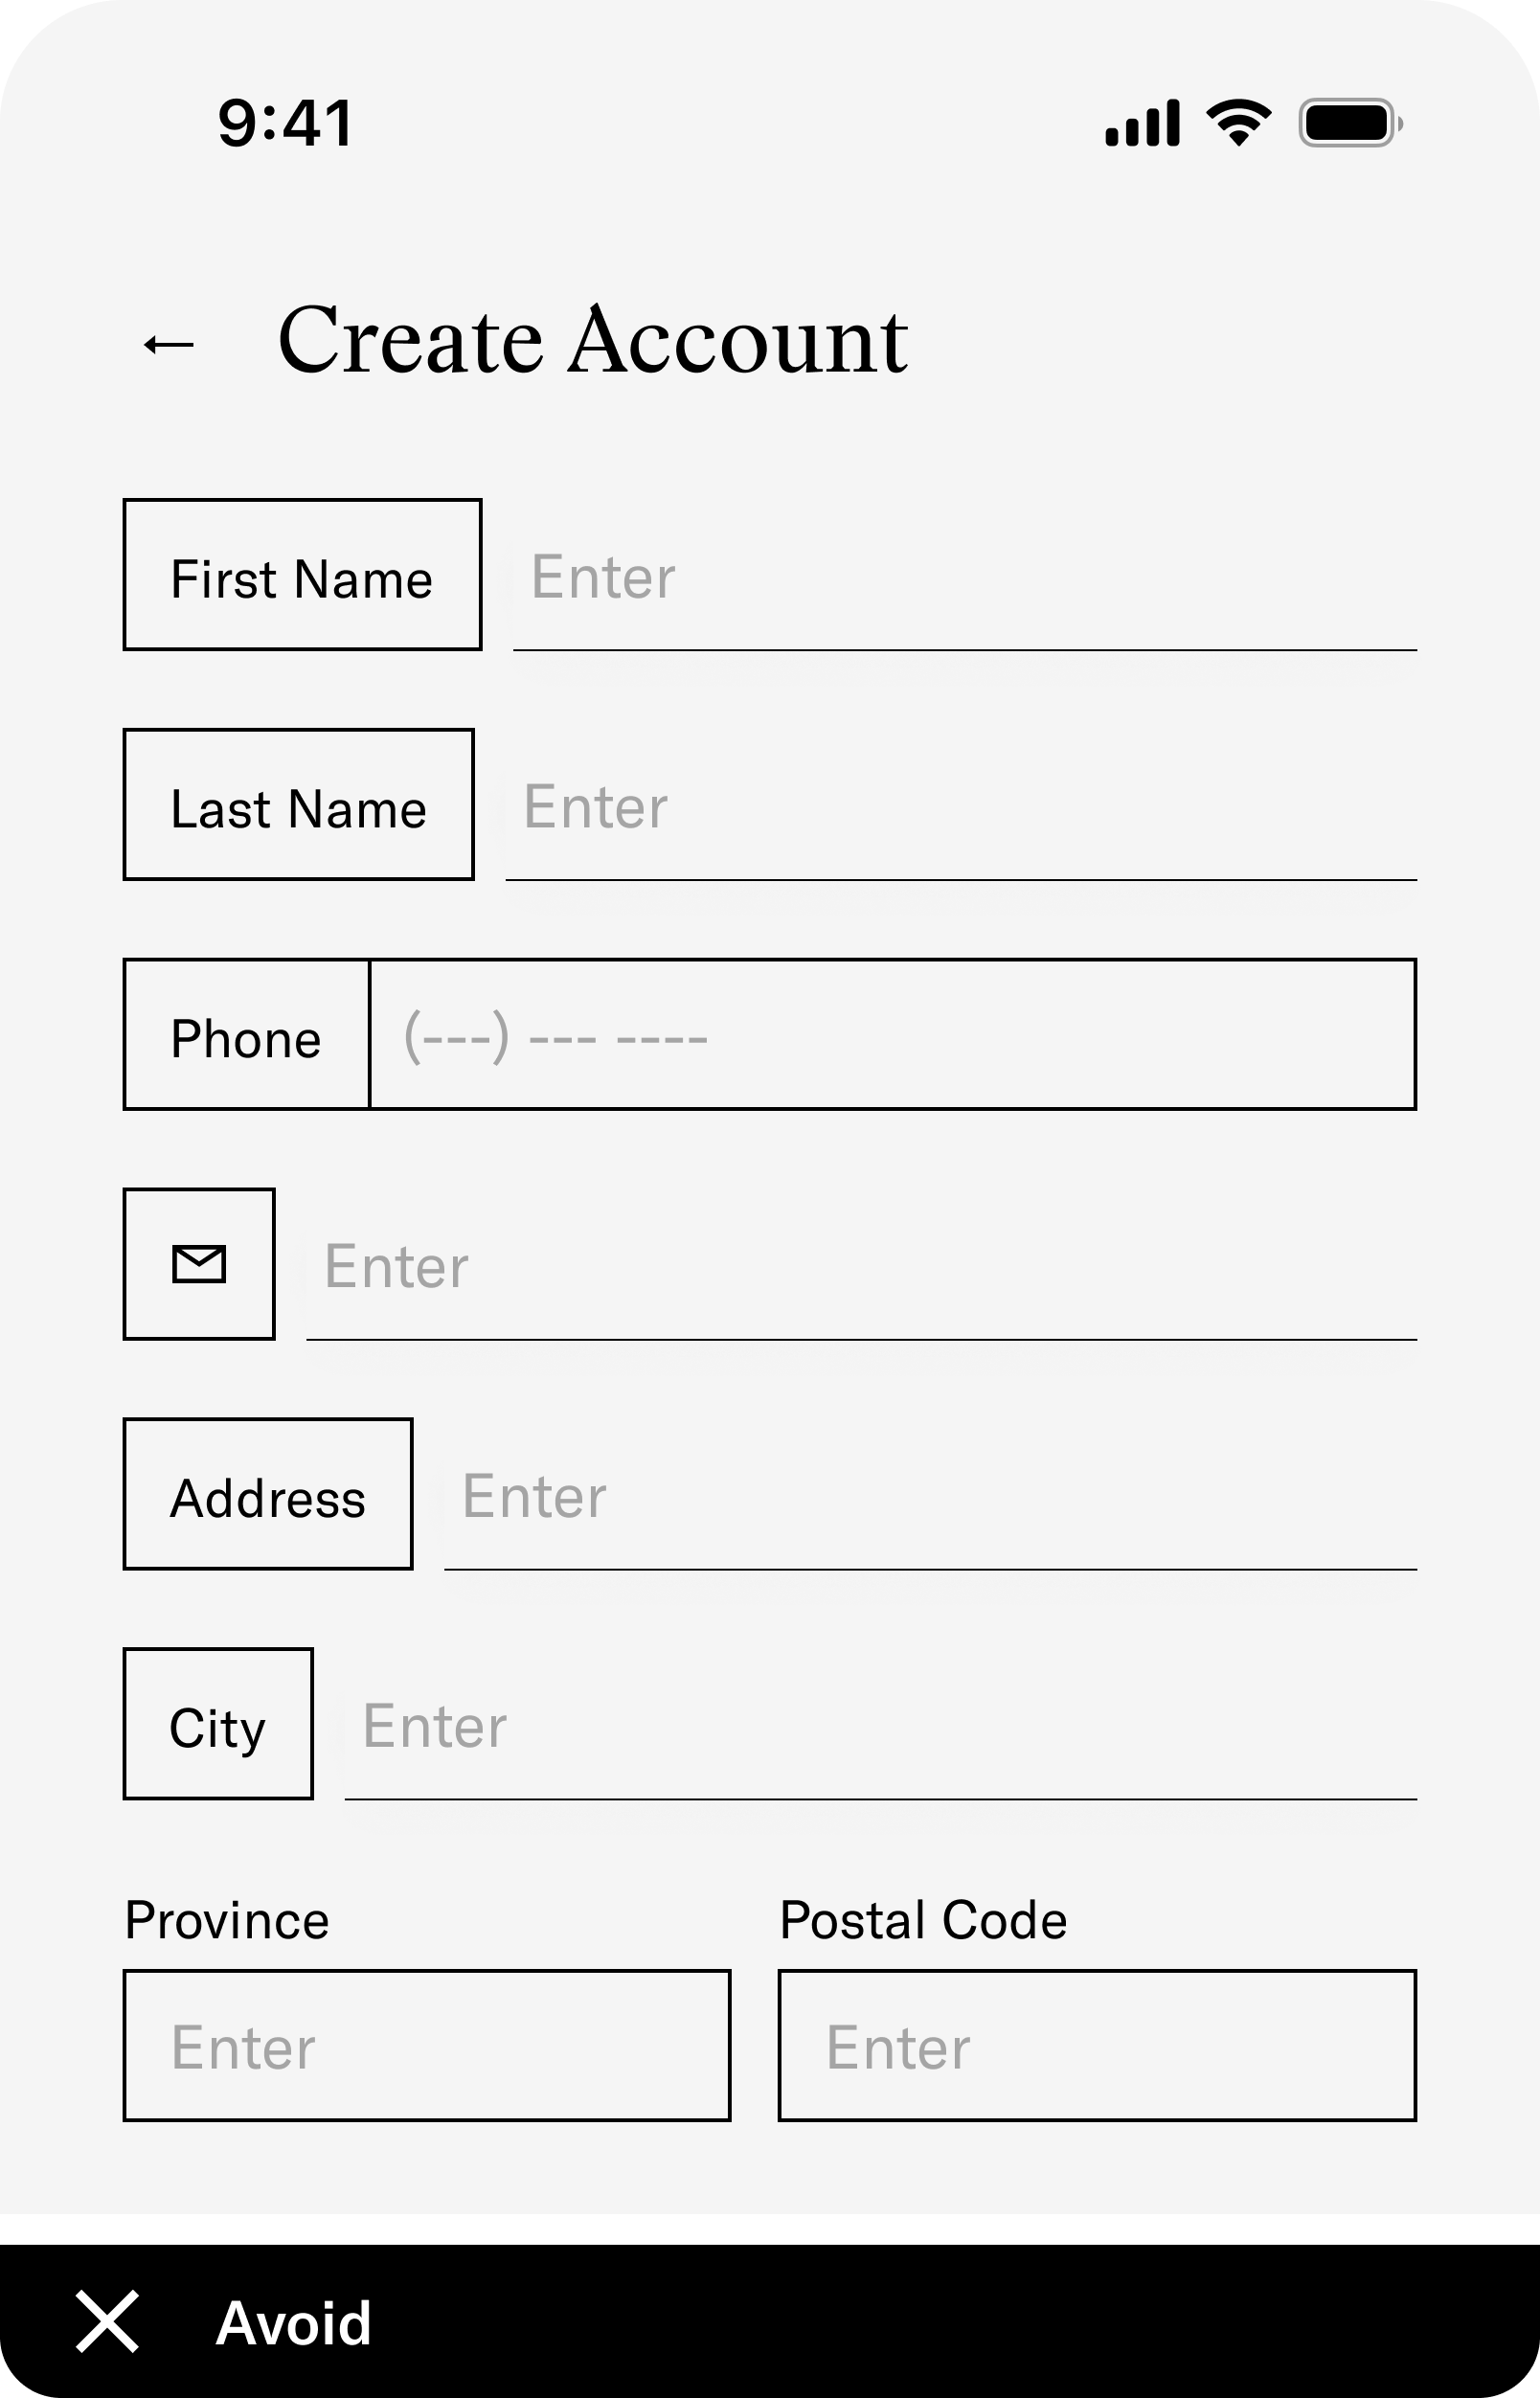 9:41
← Create Account
First Name Enter
Last Name Enter
Phone (---) --- ----
Enter
Address Enter
City Enter
Province Postal Code
Enter Enter
Avoid